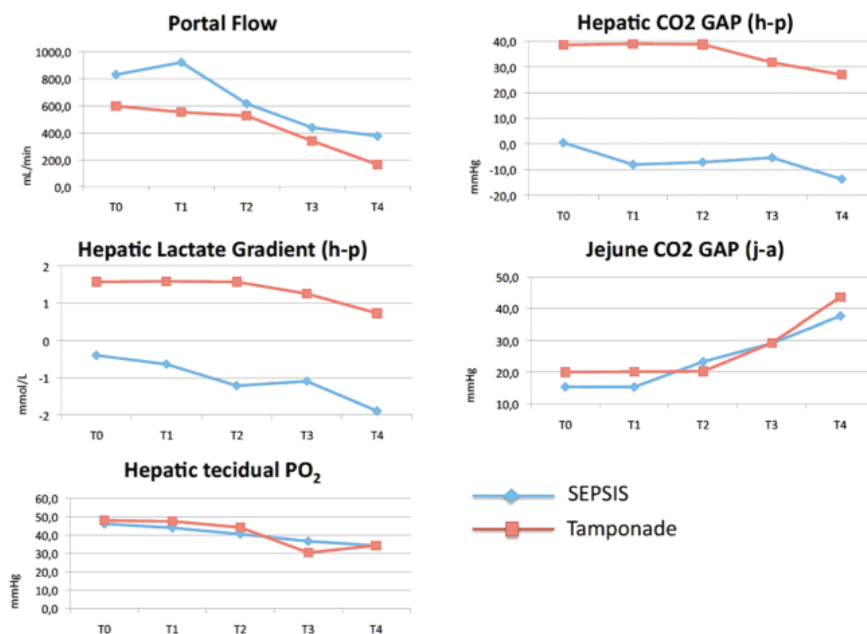 Portal Flow
1000,0
800,0
600,0
400,0
200,0
0,0
mL/min
T0 T1 T2 T3 T4
Hepatic CO2 GAP (h-p)
40,0
30,0
20,0
10,0
0,0
-10,0
-20,0
mmHg
T0 T1 T2 T3 T4
Hepatic Lactate Gradient (h-p)
2
1
0
-1
-2
mmol/L
T0 T1 T2 T3 T4
Jejune CO2 GAP (j-a)
50,0
40,0
30,0
20,0
10,0
mmHg
T0 T1 T2 T3 T4
Hepatic tecidual PO₂
60,0
50,0
40,0
30,0
20,0
10,0
0,0
mmHg
T0 T1 T2 T3 T4
SEPSIS
Tamponade